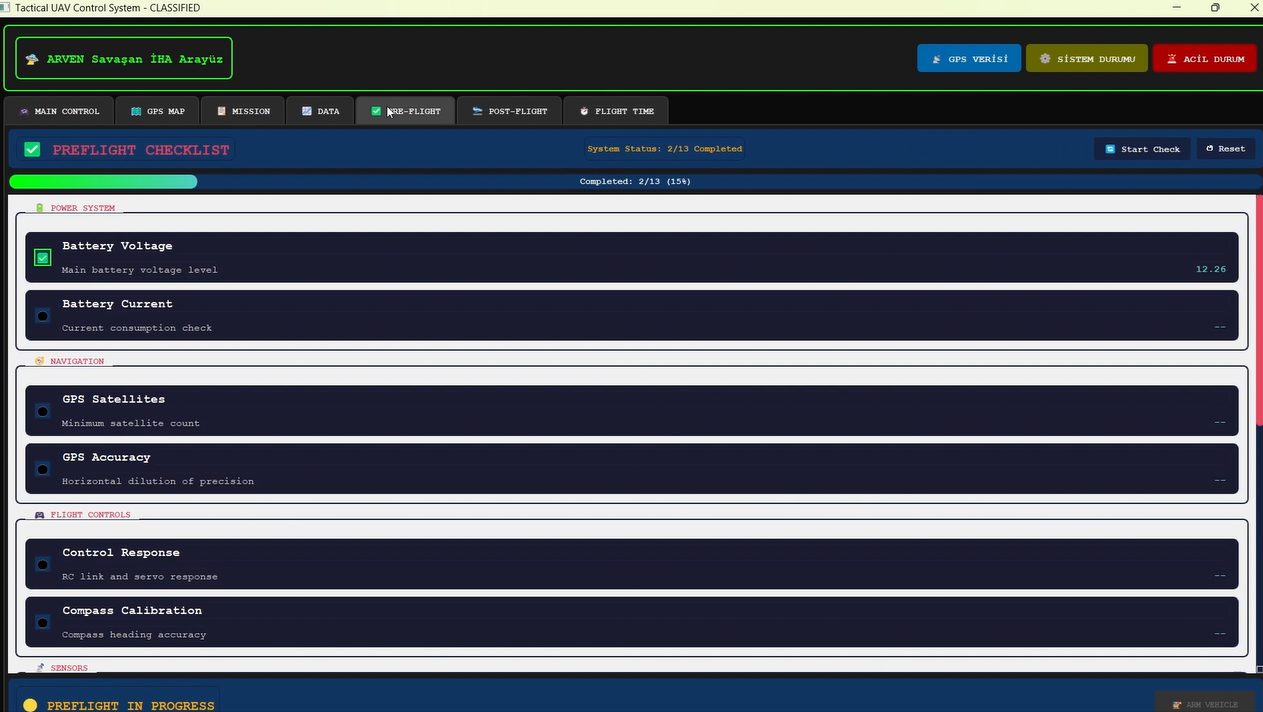 Tactical UAV Control System - CLASSIFIED
ARVEN Savaşan İHA Arayüz
GPS VERİSİ
SİSTEM DURUMU
ACİL DURUM
MAIN CONTROL
GPS MAP
MISSION
DATA
PRE-FLIGHT
POST-FLIGHT
FLIGHT TIME
PREFLIGHT CHECKLIST
System Status: 2/13 Completed
Start Check
Reset
Completed: 2/13 (15%)
POWER SYSTEM
Battery Voltage
Main battery voltage level
12.26
Battery Current
Current consumption check
--
NAVIGATION
GPS Satellites
Minimum satellite count
--
GPS Accuracy
Horizontal dilution of precision
--
FLIGHT CONTROLS
Control Response
RC link and servo response
--
Compass Calibration
Compass heading accuracy
--
SENSORS
PREFLIGHT IN PROGRESS
ARM VEHICLE